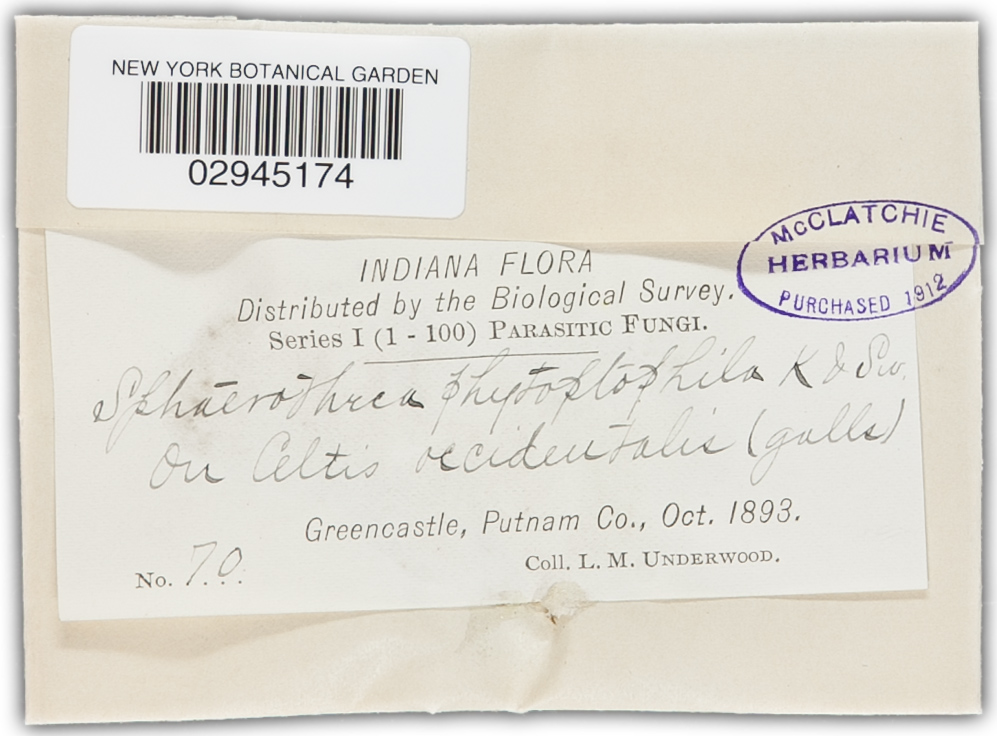 NEW YORK BOTANICAL GARDEN
02945174
McCLATCHIE
HERBARIUM
PURCHASED 1912
INDIANA FLORA
Distributed by the Biological Survey.
Series I (1 - 100) PARASITIC FUNGI.
Sphaerothrca phytoptophila K & Sw.
On Celtis occidentalis (galls)
Greencastle, Putnam Co., Oct. 1893.
No. 70.
Coll. L. M. UNDERWOOD.